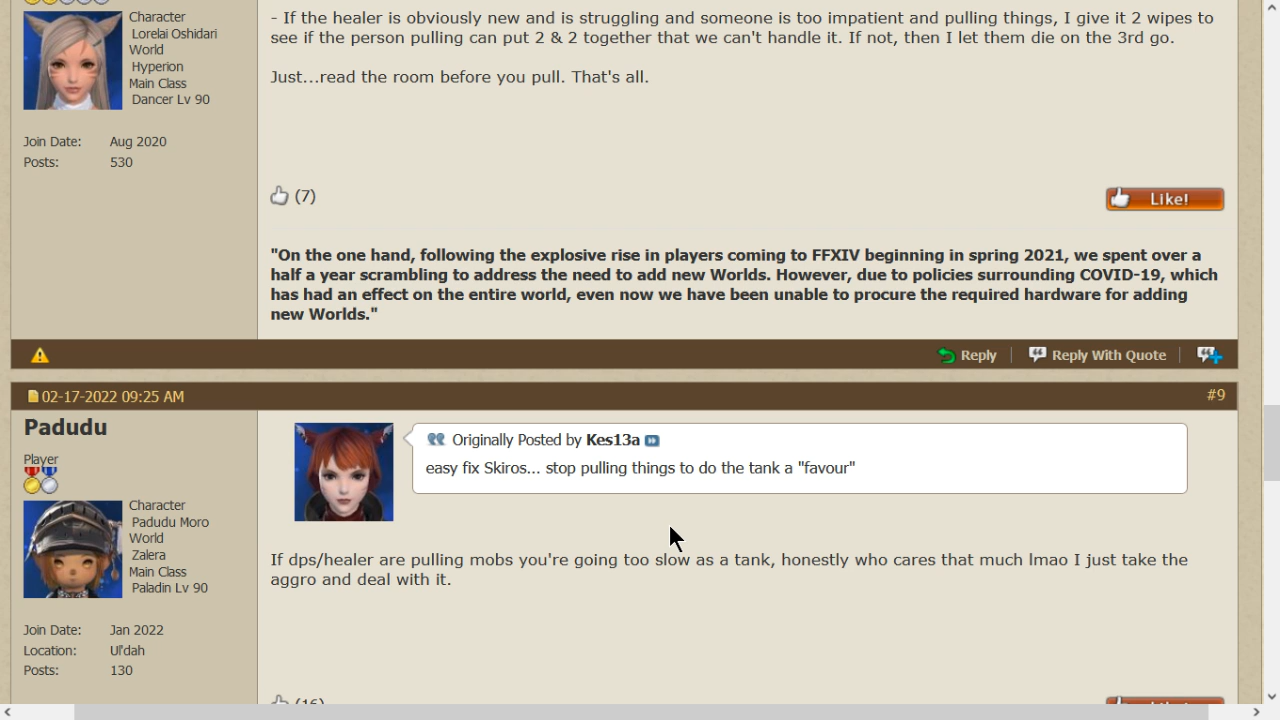 - If the healer is obviously new and is struggling and someone is too impatient and pulling things, I give it 2 wipes to
see if the person pulling can put 2 & 2 together that we can't handle it. If not, then I let them die on the 3rd go.
Just...read the room before you pull. That's all.
Character
Lorelai Oshidari
World
Hyperion
Main Class
Dancer Lv 90
Join Date: Aug 2020
Posts: 530
(7)
Like!
"On the one hand, following the explosive rise in players coming to FFXIV beginning in spring 2021, we spent over a
half a year scrambling to address the need to add new Worlds. However, due to policies surrounding COVID-19, which
has had an effect on the entire world, even now we have been unable to procure the required hardware for adding
new Worlds."
Reply | Reply With Quote |
02-17-2022 09:25 AM #9
Padudu
Player
Character
Padudu Moro
World
Zalera
Main Class
Paladin Lv 90
Join Date: Jan 2022
Location: Ul'dah
Posts: 130
Originally Posted by Kes13a
easy fix Skiros... stop pulling things to do the tank a "favour"
If dps/healer are pulling mobs you're going too slow as a tank, honestly who cares that much lmao I just take the
aggro and deal with it.
(16)